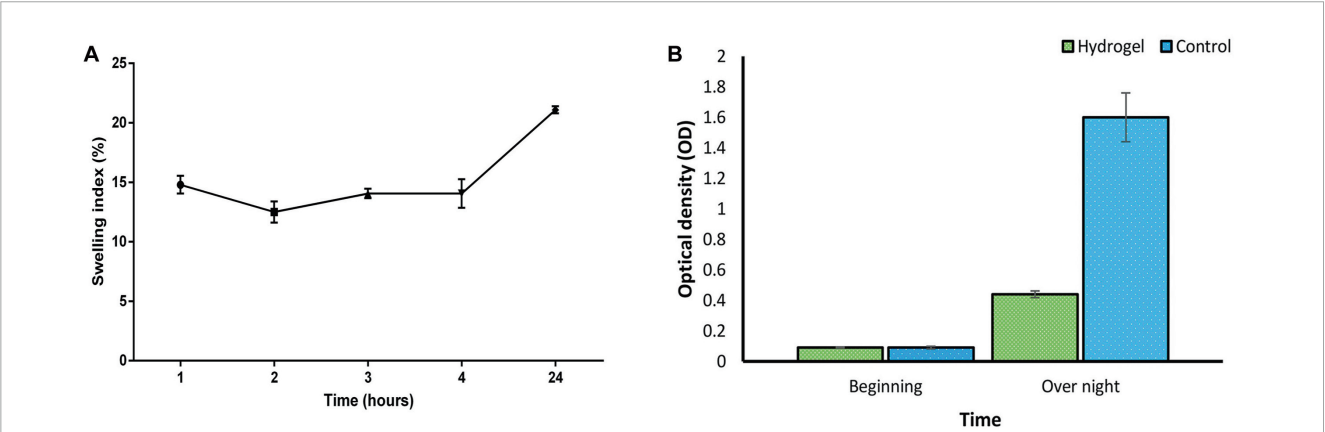 A
25
20
15
10
5
0
Swelling index (%)
1 2 3 4 24
Time (hours)
B
Hydrogel Control
2
1.8
1.6
1.4
1.2
1
0.8
0.6
0.4
0.2
0
Optical density (OD)
Beginning Over night
Time